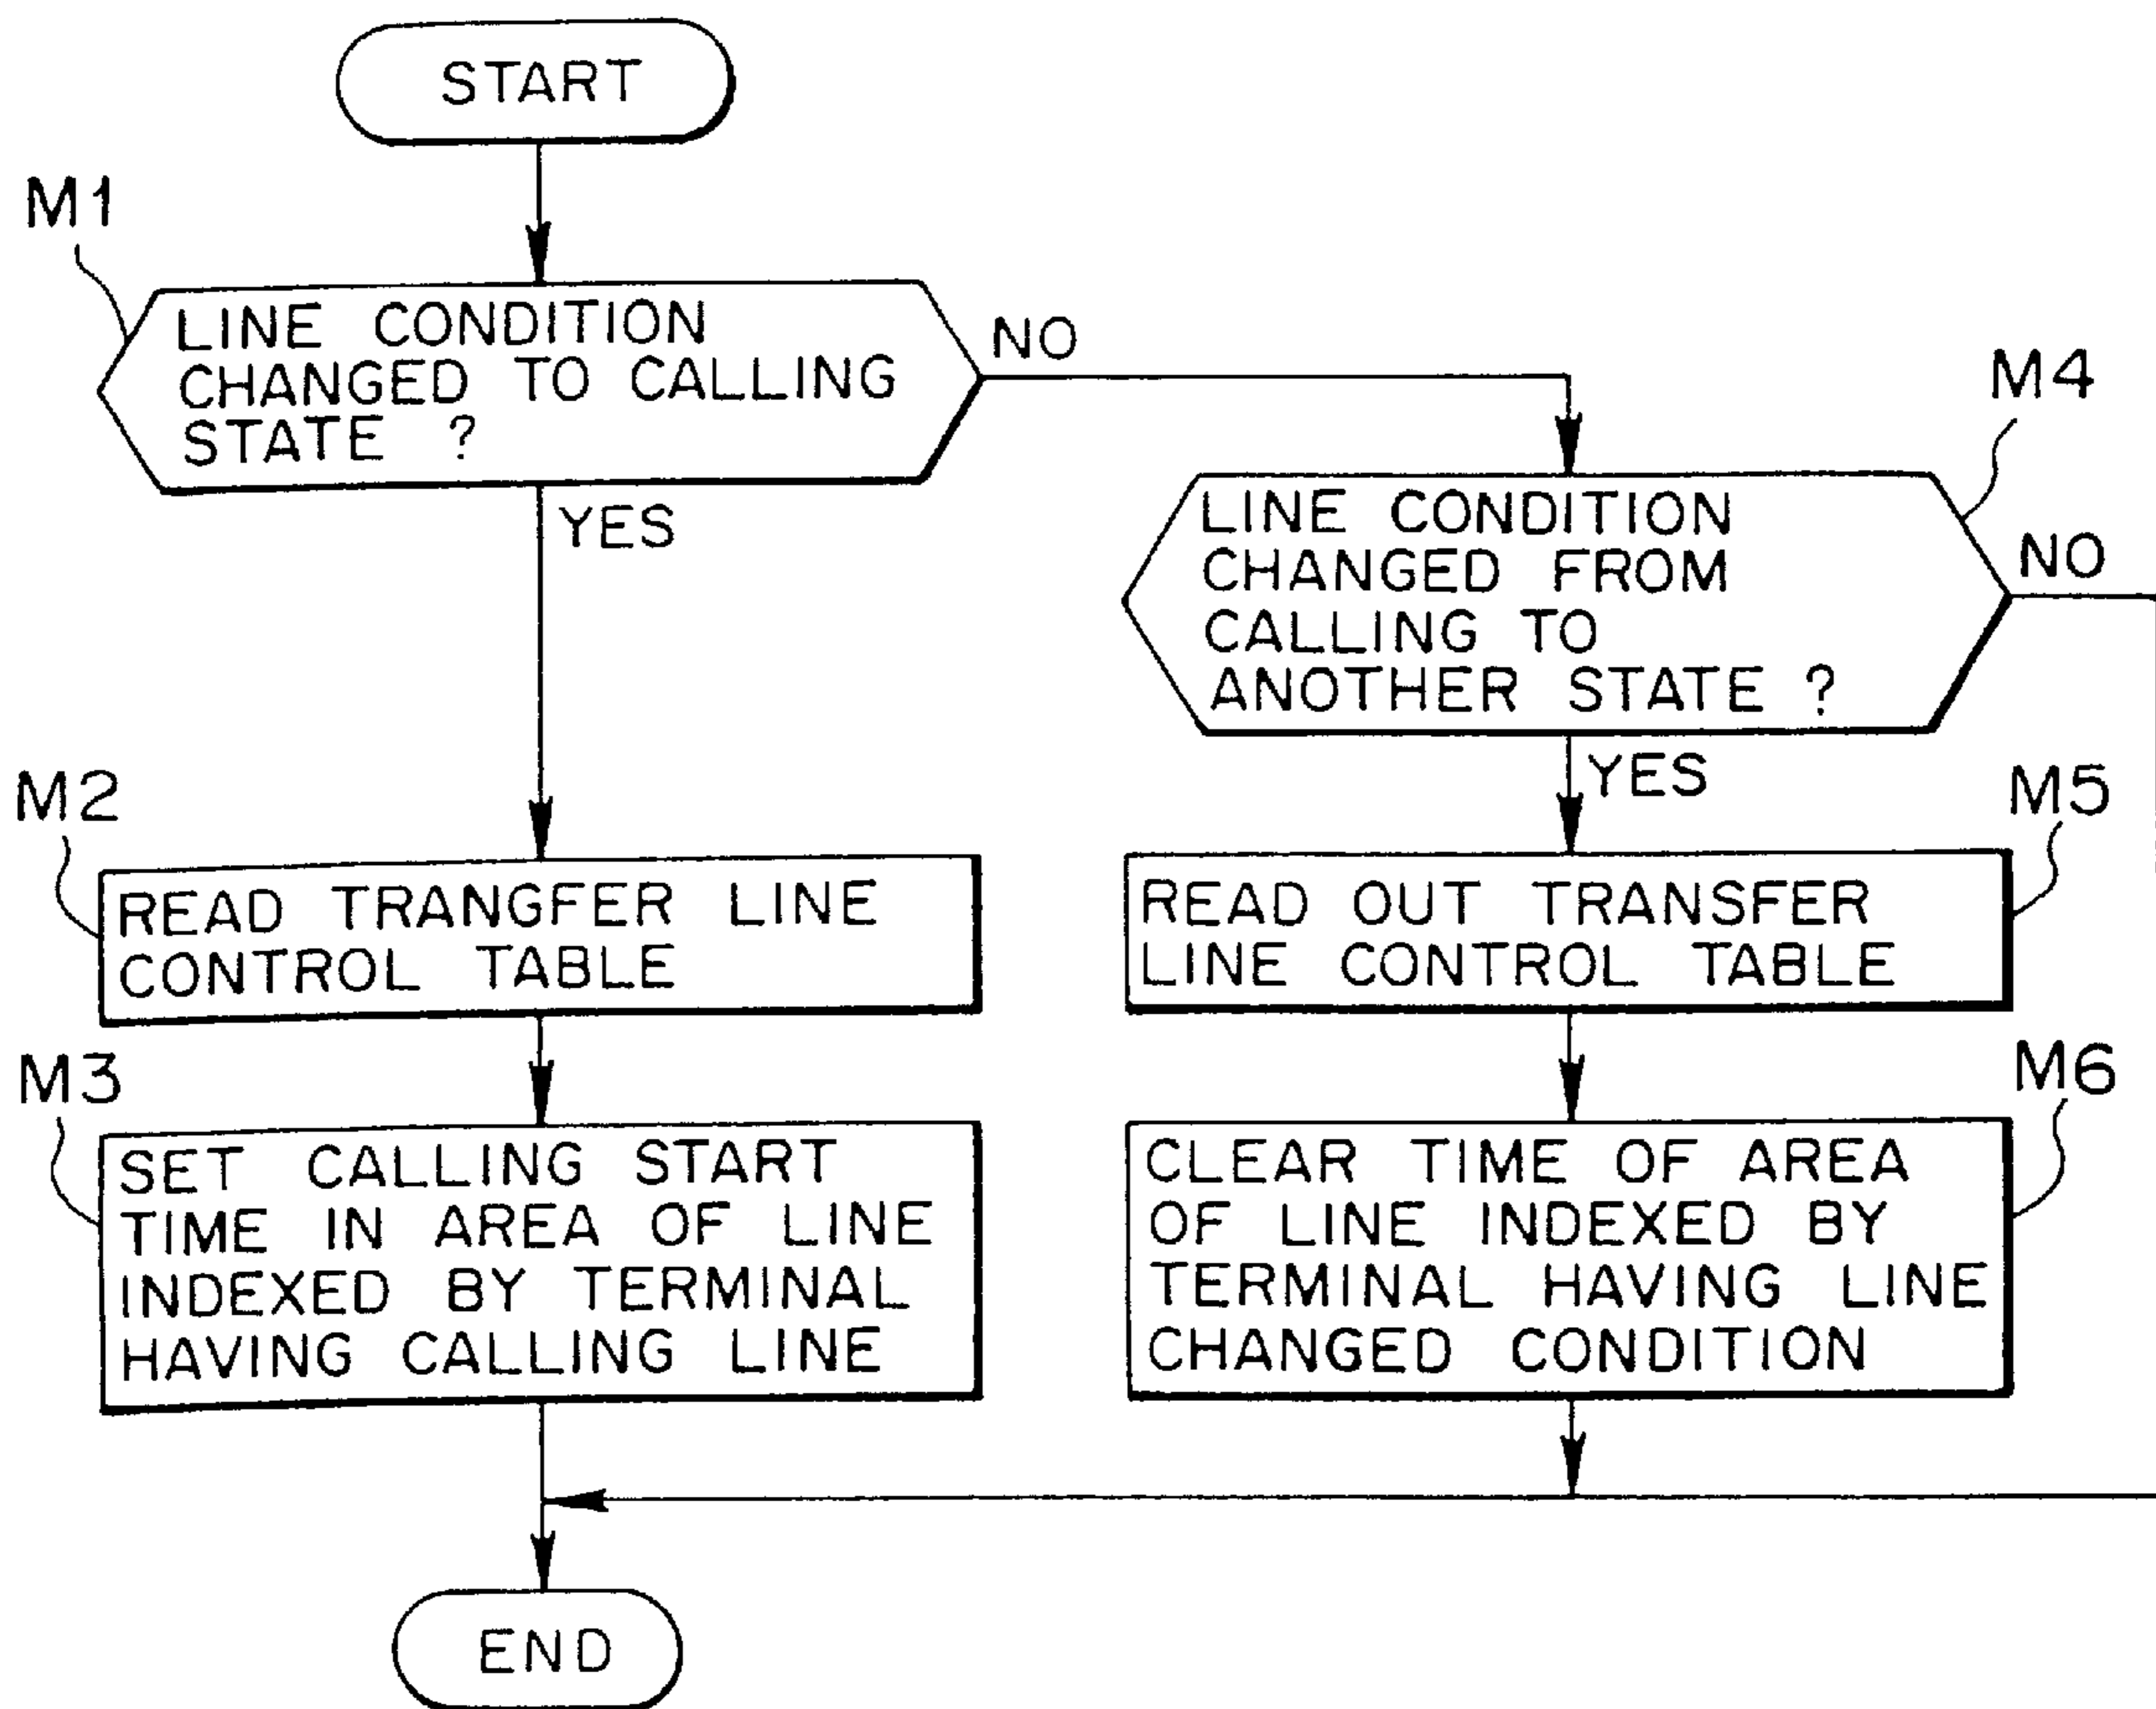 START
M1
LINE CONDITION
CHANGED TO CALLING
STATE ?
NO
YES
M4
LINE CONDITION
CHANGED FROM
CALLING TO
ANOTHER STATE ?
NO
YES
M2
READ TRANGFER LINE
CONTROL TABLE
M5
READ OUT TRANSFER
LINE CONTROL TABLE
M3
SET CALLING START
TIME IN AREA OF LINE
INDEXED BY TERMINAL
HAVING CALLING LINE
M6
CLEAR TIME OF AREA
OF LINE INDEXED BY
TERMINAL HAVING LINE
CHANGED CONDITION
END